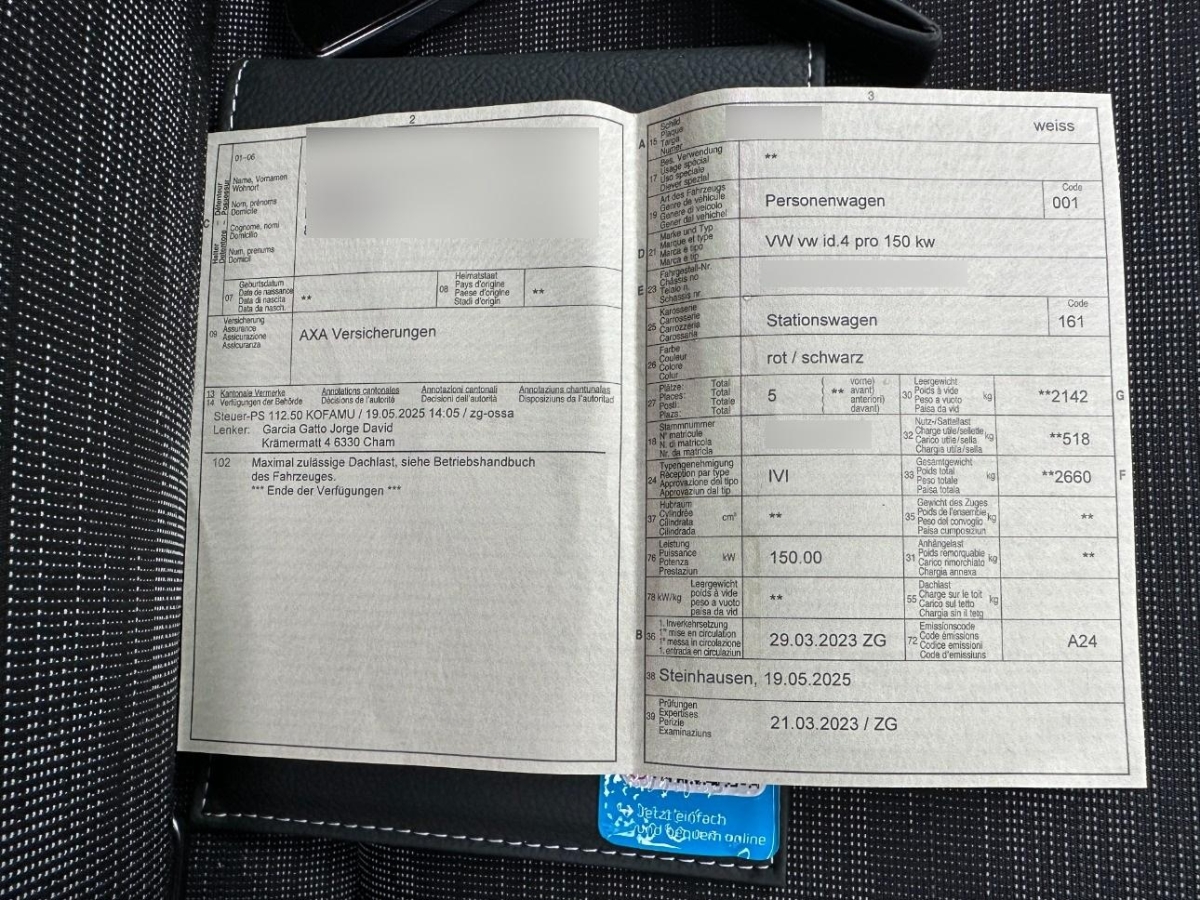 2
01-06
Name, Vornamen
Wohnort
Nom, prénoms
Domicile
Cognome, nomi
Domicilio
Num, prenums
Domicil
C
Halter
Détenteur
07
Geburtsdatum
Data de naissance
Data di nascita
Data da nasch.
**
08
Heimatstaat
Pays d'origine
Paese d'origine
Stadi d'origin
**
09
Versicherung
Assurance
Assicurazione
Assicuranza
AXA Versicherungen
13 Kantonale Vermerke Annotations cantonales Annotazioni cantonali Annotaziuns chantunalas
14 Verfügungen der Behörde Décisions de l'autorité Decisioni dell'autorità Disposiziuns da l'autoritad
Steuer-PS 112.50 KOFAMU / 19.05.2025 14:05 / zg-ossa
Lenker: Garcia Gatto Jorge David
Krämermatt 4 6330 Cham
102 Maximal zulässige Dachlast, siehe Betriebshandbuch
des Fahrzeuges.
*** Ende der Verfügungen ***
3
A 15
Schild
Plaque
Targa
Numer
weiss
17
Bes. Verwendung
Usage spécial
Uso speciale
Diever spezial
**
19
Art des Fahrzeugs
Genre de véhicule
Genere di veicolo
Gener dal vehichel
Personenwagen
Code
001
D 21
Marke und Typ
Marque et type
Marca e tipo
Marca e tip
VW vw id.4 pro 150 kw
E 23
Fahrgestell-Nr.
Châssis no
Telaio n.
Schassis nr.
25
Karosserie
Carrosserie
Carrozzeria
Carossaria
Stationswagen
Code
161
26
Farbe
Couleur
Colore
Colur
rot / schwarz
27
Plätze: Total
Places: Total
Posti: Totale
Plazs: Total
5
( vorne)
( ** avant)
( anteriori)
( davant)
30
Leergewicht
Poids à vide
Peso a vuoto
Paisa da vid
kg
**2142
G
18
Stammnummer
N° matricule
N. di matricola
Nr. da matricla
32
Nutz-/Sattellast
Charge utile/sellette
Carico utile/sella
Chargia utila/sella
kg
**518
24
Typengenehmigung
Réception par type
Approvazione del tipo
Approvaziun dal tip
IVI
33
Gesamtgewicht
Poids total
Peso totale
Paisa totala
kg
**2660
F
37
Hubraum
Cylindrée
Cilindrata
Cilindrada
cm³
**
35
Gewicht des Zuges
Poids de l'ensemble
Peso del convoglio
Paisa cumposiziun
kg
**
76
Leistung
Puissance
Potenza
Prestaziun
kW
150.00
31
Anhängelast
Poids remorquable
Carico rimorchiato
Chargia annexa
kg
**
78 kW/kg
Leergewicht
poids à vide
peso a vuoto
paisa da vid
**
55
Dachlast
Charge sur le toit
Carico sul tetto
Chargia sin il tetg
kg
B 36
1. Inverkehrsetzung
1re mise en circulation
1a messa in circolazione
1. entrada en circulaziun
29.03.2023 ZG
72
Emissionscode
Code émissions
Codice emissioni
Code d'emissiuns
A24
38 Steinhausen, 19.05.2025
39
Prüfungen
Expertises
Perizie
Examinaziuns
21.03.2023 / ZG
Jetzt einfach
und bequem online